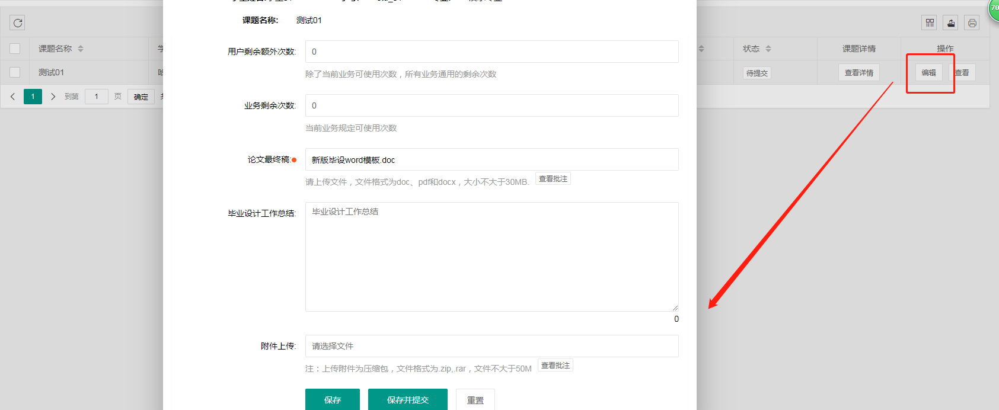 课题名称: 测试01
70
课题名称 学 状态 课题详情 操作
用户剩余额外次数: 0
测试01 哈 待提交 查看详情 编辑 查看
除了当前业务可使用次数，所有业务通用的剩余次数
1 到第 1 页 确定
业务剩余次数: 0
当前业务规定可使用次数
论文最终稿: 新版毕设word模板.doc
请上传文件，文件格式为doc、pdf和docx，大小不大于30MB. 查看批注
毕业设计工作总结: 毕业设计工作总结
0
附件上传: 请选择文件
注：上传附件为压缩包，文件格式为.zip,.rar，文件不大于50M 查看批注
保存 保存并提交 重置